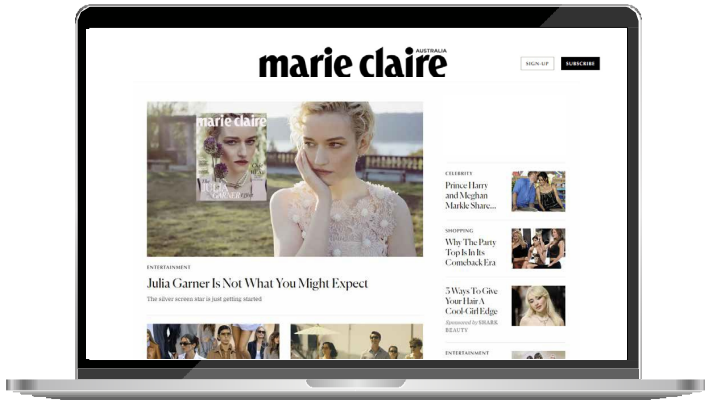 marie claire
AUSTRALIA
SIGN-UP
SUBSCRIBE
marie claire
JULIA
ENTERTAINMENT
Julia Garner Is Not What You Might Expect
The silver screen star is just getting started
CELEBRITY
Prince Harry
and Meghan
Markle Share...
SHOPPING
Why The Party
Top Is In Its
Comeback Era
5 Ways To Give
Your Hair A
Cool-Girl Edge
Sponsored by SHARK
BEAUTY
ENTERTAINMENT